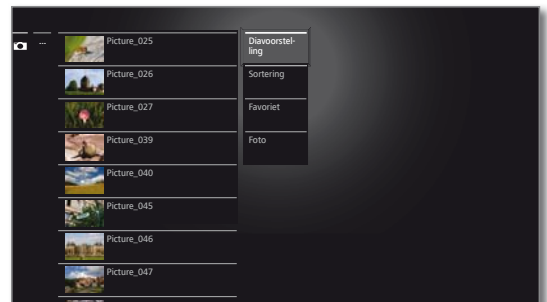 ...
Picture_025
Picture_026
Picture_027
Picture_039
Picture_040
Picture_045
Picture_046
Picture_047
Diavoorstel-
ling
Sortering
Favoriet
Foto